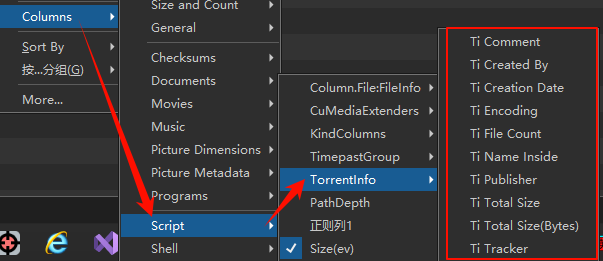 Columns
Sort By
按...分组(G)
More...
Size and Count
General
Checksums
Documents
Movies
Music
Picture Dimensions
Picture Metadata
Programs
Script
Shell
Column.File:FileInfo
CuMediaExtenders
KindColumns
TimepastGroup
TorrentInfo
PathDepth
正则列1
Size(ev)
Ti Comment
Ti Created By
Ti Creation Date
Ti Encoding
Ti File Count
Ti Name Inside
Ti Publisher
Ti Total Size
Ti Total Size(Bytes)
Ti Tracker